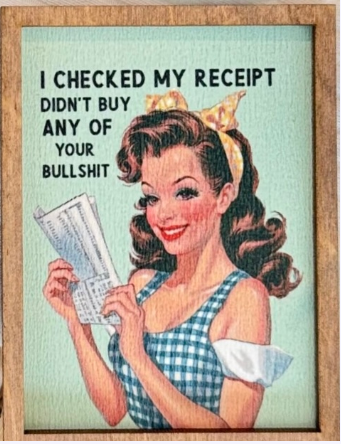 I CHECKED MY RECEIPT
DIDN'T BUY
ANY OF
YOUR
BULLSHIT